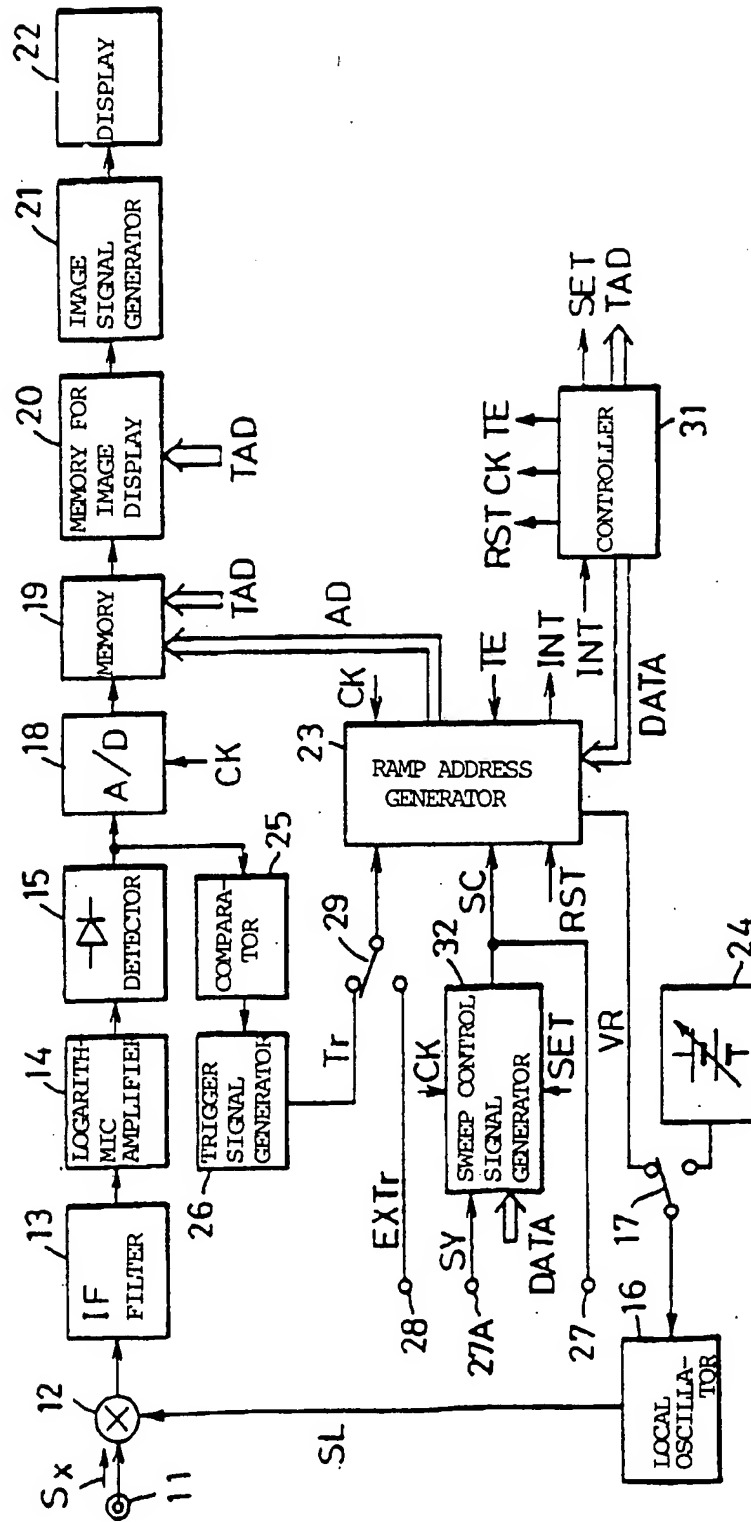 22
DISPLAY
21
IMAGE
SIGNAL
GENERATOR
20
MEMORY FOR
IMAGE
DISPLAY
TAD
19
MEMORY
TAD
AD
18
A/D
CK
15
DETECTOR
25
COMPARA-
TOR
14
LOGARITH-
MIC
AMPLIFIER
TRIGGER
SIGNAL
GENERATOR
26
13
IF
FILTER
12
Sx
11
SL
Tr
29
EXTr
28
23
RAMP ADDRESS
GENERATOR
CK
TE
INT
RST
SC
32
CK
SWEEP CONTROL
SIGNAL
GENERATOR
SET
SY
27A
DATA
27
VR
24
17
16
LOCAL
OSCILLA-
TOR
RST
CK
TE
SET
TAD
CONTROLLER
31
INT
DATA